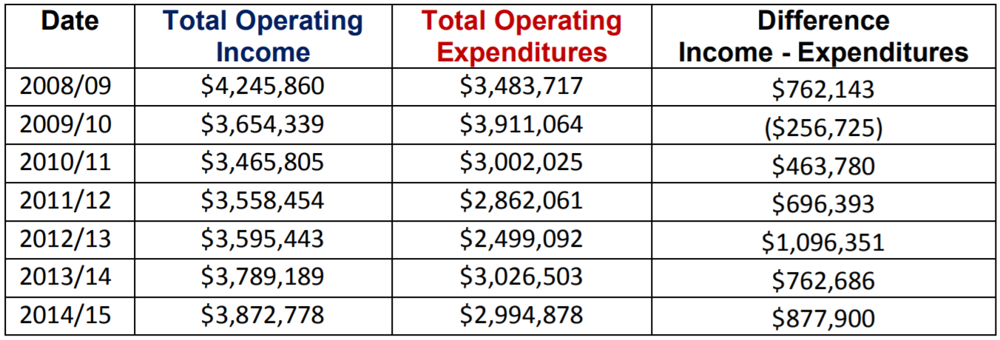 Date Total Operating Income Total Operating Expenditures Difference Income - Expenditures
2008/09 $4,245,860 $3,483,717 $762,143
2009/10 $3,654,339 $3,911,064 ($256,725)
2010/11 $3,465,805 $3,002,025 $463,780
2011/12 $3,558,454 $2,862,061 $696,393
2012/13 $3,595,443 $2,499,092 $1,096,351
2013/14 $3,789,189 $3,026,503 $762,686
2014/15 $3,872,778 $2,994,878 $877,900